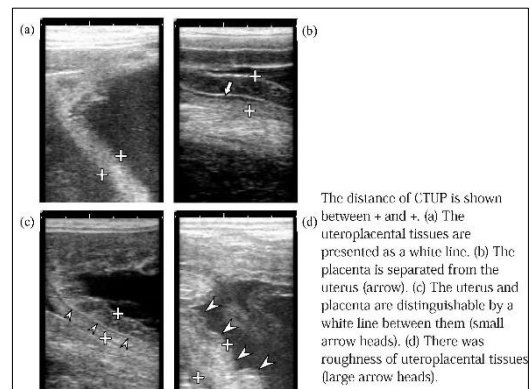 (a)
(b)
(c)
(d)
The distance of CTUP is shown
between + and +. (a) The
uteroplacental tissues are
presented as a white line. (b) The
placenta is separated from the
uterus (arrow). (c) The uterus and
placenta are distinguishable by a
white line between them (small
arrow heads). (d) There was
roughness of uteroplacental tissues
(large arrow heads).